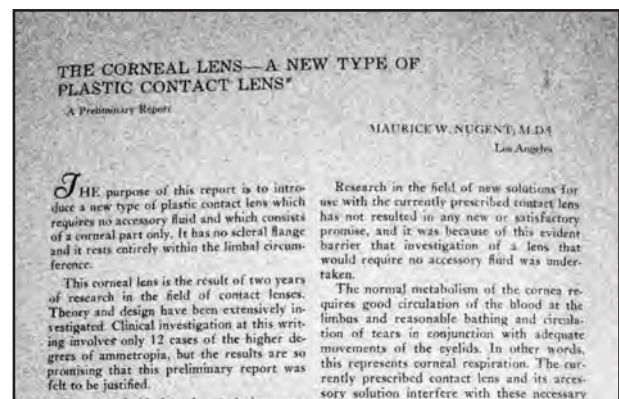 THE CORNEAL LENS—A NEW TYPE OF
PLASTIC CONTACT LENS*
A Preliminary Report
MAURICE W. NUGENT, M.D.
Los Angeles
THE purpose of this report is to intro-
duce a new type of plastic contact lens which
requires no accessory fluid and which consists
of a corneal part only. It has no scleral flange
and it rests entirely within the limbal circum-
ference.
This corneal lens is the result of two years
of research in the field of contact lenses.
Theory and design have been extensively in-
vestigated. Clinical investigation at this writ-
ing involves only 12 cases of the higher de-
grees of ammetropia, but the results are so
promising that this preliminary report was
felt to be justified.
Research in the field of new solutions for
use with the currently prescribed contact lens
has not resulted in any new or satisfactory
promise, and it was because of this evident
barrier that investigation of a lens that
would require no accessory fluid was under-
taken.
The normal metabolism of the cornea re-
quires good circulation of the blood at the
limbus and reasonable bathing and circula-
tion of tears in conjunction with adequate
movements of the eyelids. In other words,
this represents corneal respiration. The cur-
rently prescribed contact lens and its acces-
sory solution interfere with these necessary